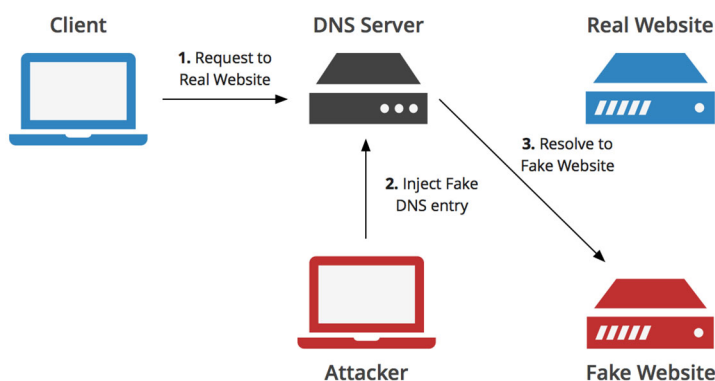 Client
DNS Server
Real Website
1. Request to
Real Website
3. Resolve to
Fake Website
2. Inject Fake
DNS entry
Attacker
Fake Website